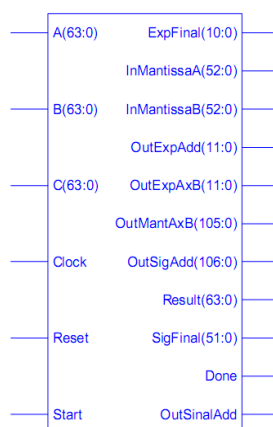 A(63:0) ExpFinal(10:0)
InMantissaA(52:0)
B(63:0) InMantissaB(52:0)
OutExpAdd(11:0)
C(63:0) OutExpAxB(11:0)
OutMantAxB(105:0)
Clock OutSigAdd(106:0)
Result(63:0)
Reset SigFinal(51:0)
Done
Start OutSinalAdd